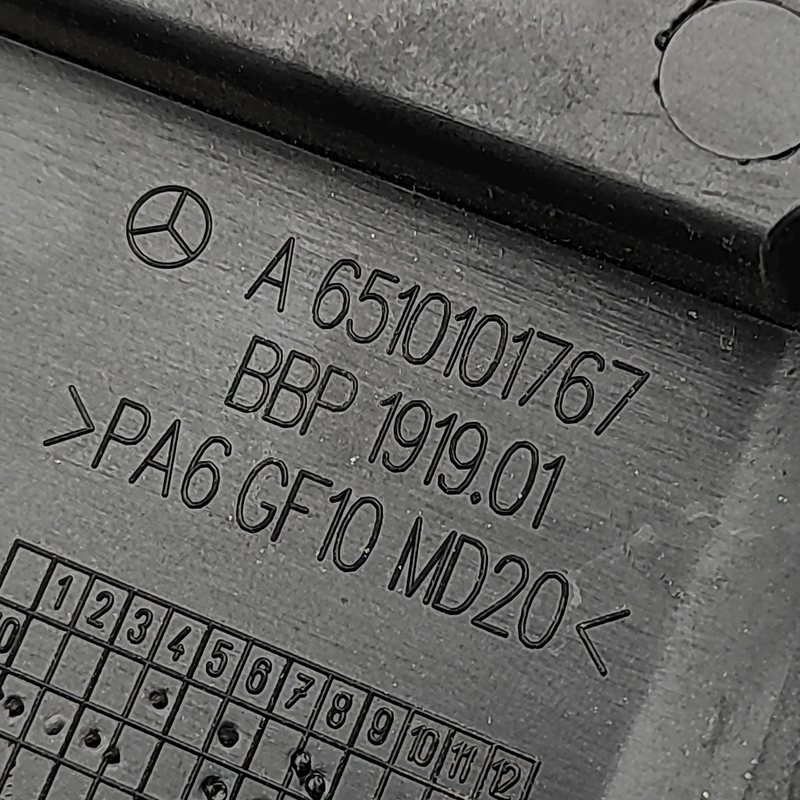 A 6510101767
BBP 1919.01
>PA6 GF10 MD20<
1 2 3 4 5 6 7 8 9 10 11 12